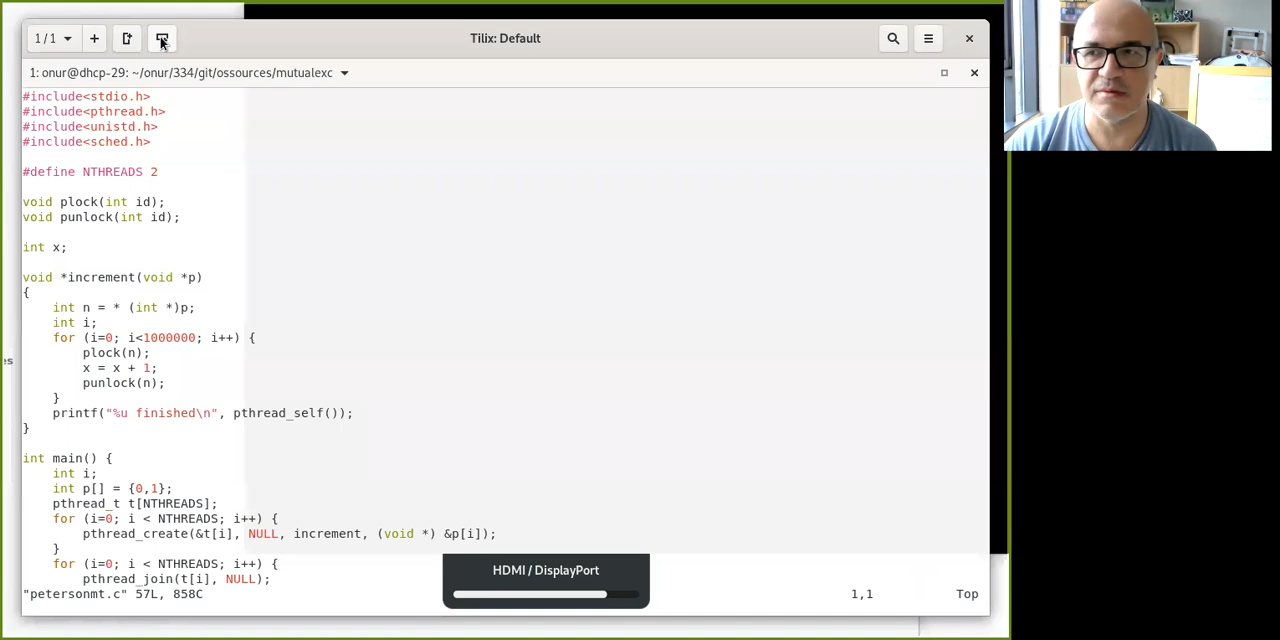 1 / 1
Tilix: Default
1: onur@dhcp-29: ~/onur/334/git/ossources/mutualexc
#include<stdio.h>
#include<pthread.h>
#include<unistd.h>
#include<sched.h>
#define NTHREADS 2
void plock(int id);
void punlock(int id);
int x;
void *increment(void *p)
{
    int n = * (int *)p;
    int i;
    for (i=0; i<1000000; i++) {
        plock(n);
        x = x + 1;
        punlock(n);
    }
    printf("%u finished\n", pthread_self());
}
int main() {
    int i;
    int p[] = {0,1};
    pthread_t t[NTHREADS];
    for (i=0; i < NTHREADS; i++) {
        pthread_create(&t[i], NULL, increment, (void *) &p[i]);
    }
    for (i=0; i < NTHREADS; i++) {
        pthread_join(t[i], NULL);
"petersonmt.c" 57L, 858C
1,1
Top
HDMI / DisplayPort
es